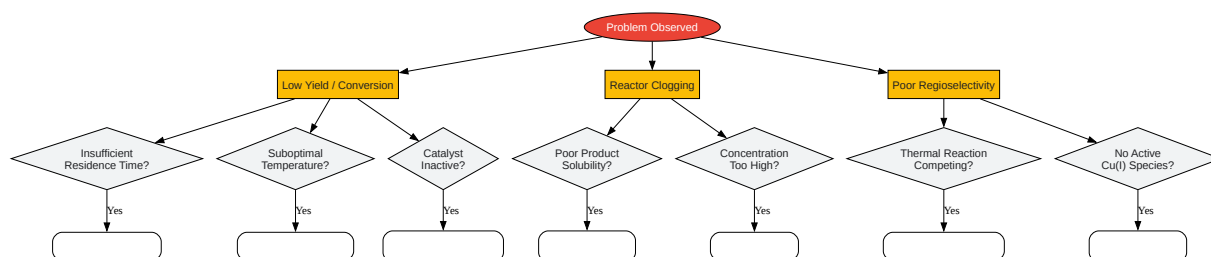 Problem Observed
Low Yield / Conversion
Reactor Clogging
Poor Regioselectivity
Insufficient
Residence Time?
Suboptimal
Temperature?
Catalyst
Inactive?
Poor Product
Solubility?
Concentration
Too High?
Thermal Reaction
Competing?
No Active
Cu(I) Species?
Yes
Yes
Yes
Yes
Yes
Yes
Yes